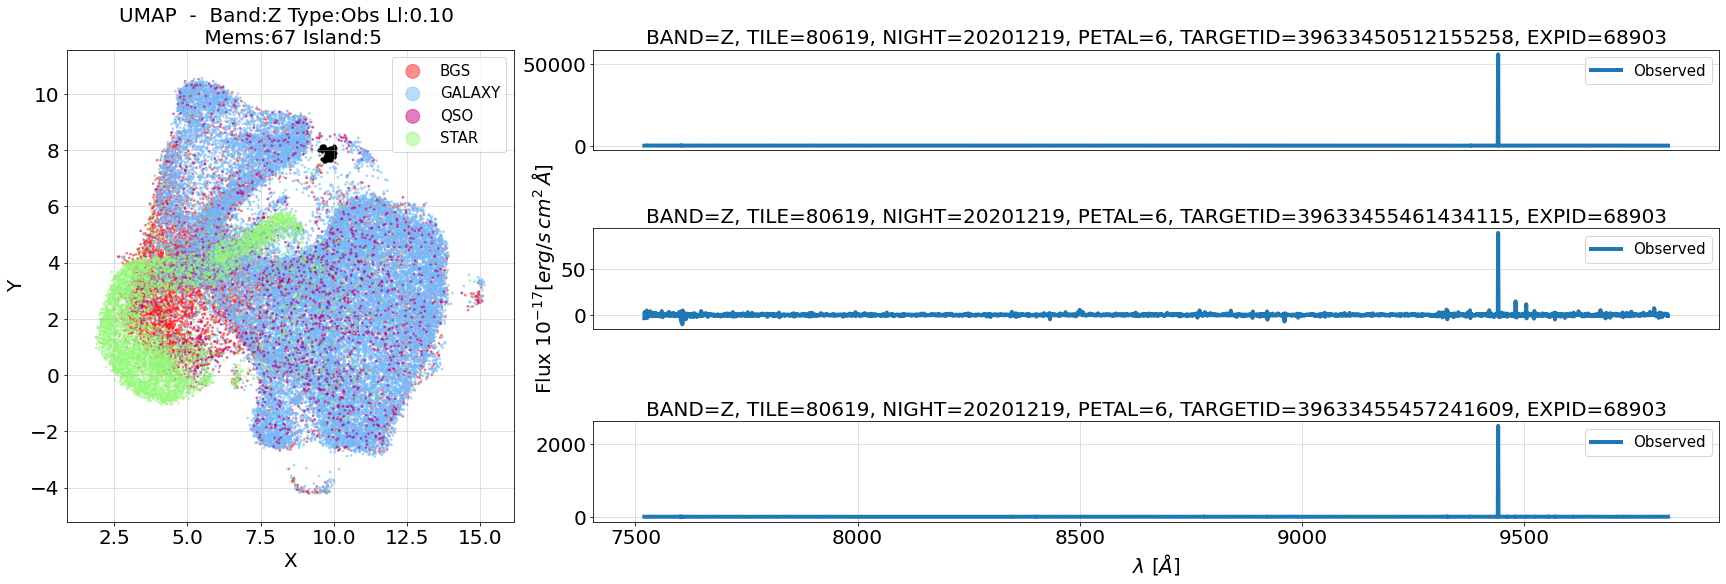 UMAP - Band:Z Type:Obs Ll:0.10
Mems:67 Island:5
BGS
GALAXY
QSO
STAR
10
8
6
4
2
0
−2
−4
Y
2.5 5.0 7.5 10.0 12.5 15.0
X
BAND=Z, TILE=80619, NIGHT=20201219, PETAL=6, TARGETID=39633450512155258, EXPID=68903
50000
0
Observed
BAND=Z, TILE=80619, NIGHT=20201219, PETAL=6, TARGETID=39633455461434115, EXPID=68903
50
0
Observed
Flux 10⁻¹⁷[erg/s cm² Å]
BAND=Z, TILE=80619, NIGHT=20201219, PETAL=6, TARGETID=39633455457241609, EXPID=68903
2000
0
Observed
7500 8000 8500 9000 9500
λ [Å]